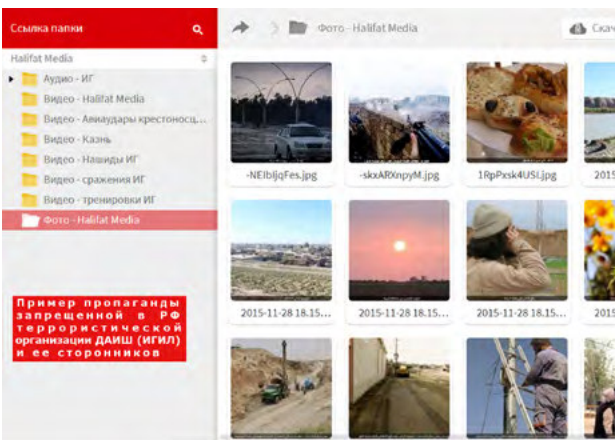 Ссылка папки
Halifat Media
Аудио - ИГ
Видео - Halifat Media
Видео - Авиаудары крестоносц...
Видео - Казнь
Видео - Нашиды ИГ
Видео - сражения ИГ
Видео - тренировки ИГ
Фото - Halifat Media
Пример пропаганды
запрещенной в РФ
террористической
организации ДАИШ (ИГИЛ)
и ее сторонников
Фото - Halifat Media
Скач
-NEIbljqFes.jpg
-skxARXnpyM.jpg
1RpPxsk4USI.jpg
2015
2015-11-28 18.15...
2015-11-28 18.15...
2015-11-28 18.15...
2015